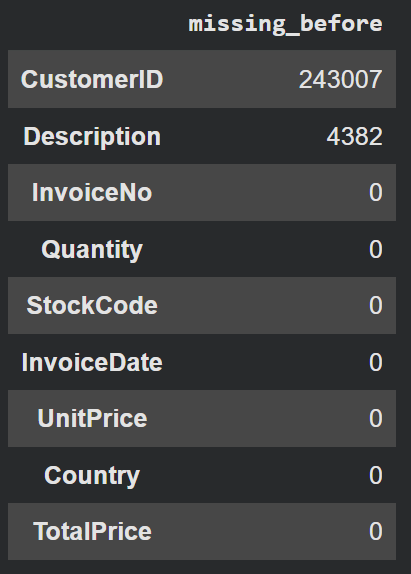 missing_before
CustomerID 243007
Description 4382
InvoiceNo 0
Quantity 0
StockCode 0
InvoiceDate 0
UnitPrice 0
Country 0
TotalPrice 0